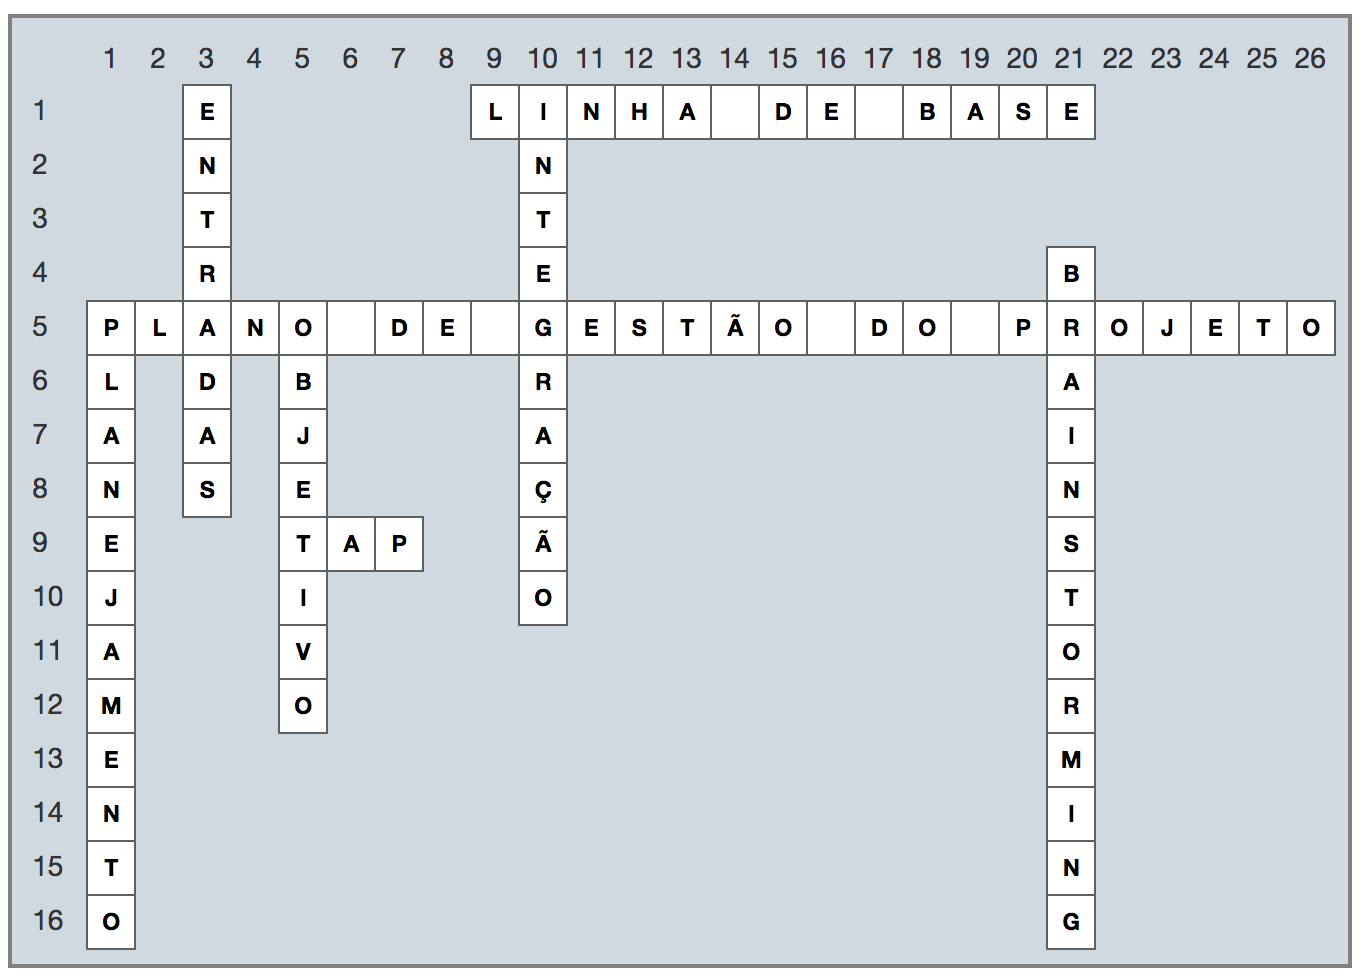 1 2 3 4 5 6 7 8 9 10 11 12 13 14 15 16 17 18 19 20 21 22 23 24 25 26
1 E L I N H A D E B A S E
2 N N
3 T T
4 R E B
5 P L A N O D E G E S T Ã O D O P R O J E T O
6 L D B R A
7 A A J A I
8 N S E Ç N
9 E T A P Ã S
10 J I O T
11 A V O
12 M O R
13 E M
14 N I
15 T N
16 O G